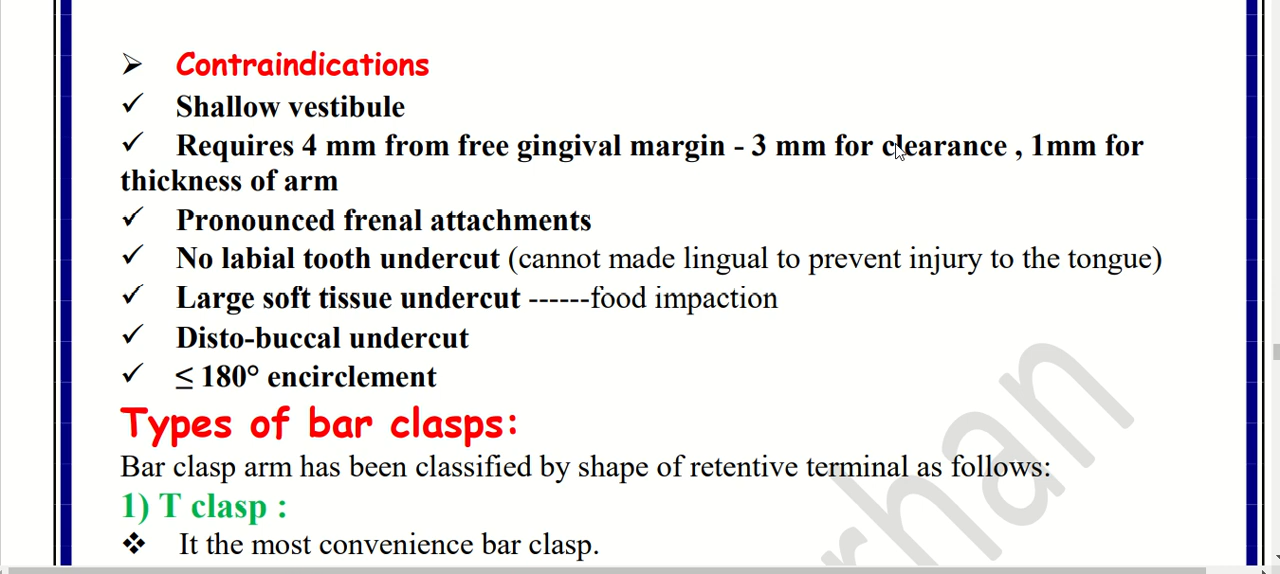 ➢ Contraindications
✓ Shallow vestibule
✓ Requires 4 mm from free gingival margin - 3 mm for clearance , 1mm for
thickness of arm
✓ Pronounced frenal attachments
✓ No labial tooth undercut (cannot made lingual to prevent injury to the tongue)
✓ Large soft tissue undercut ------food impaction
✓ Disto-buccal undercut
✓ ≤ 180° encirclement
Types of bar clasps:
Bar clasp arm has been classified by shape of retentive terminal as follows:
1) T clasp :
❖ It the most convenience bar clasp.